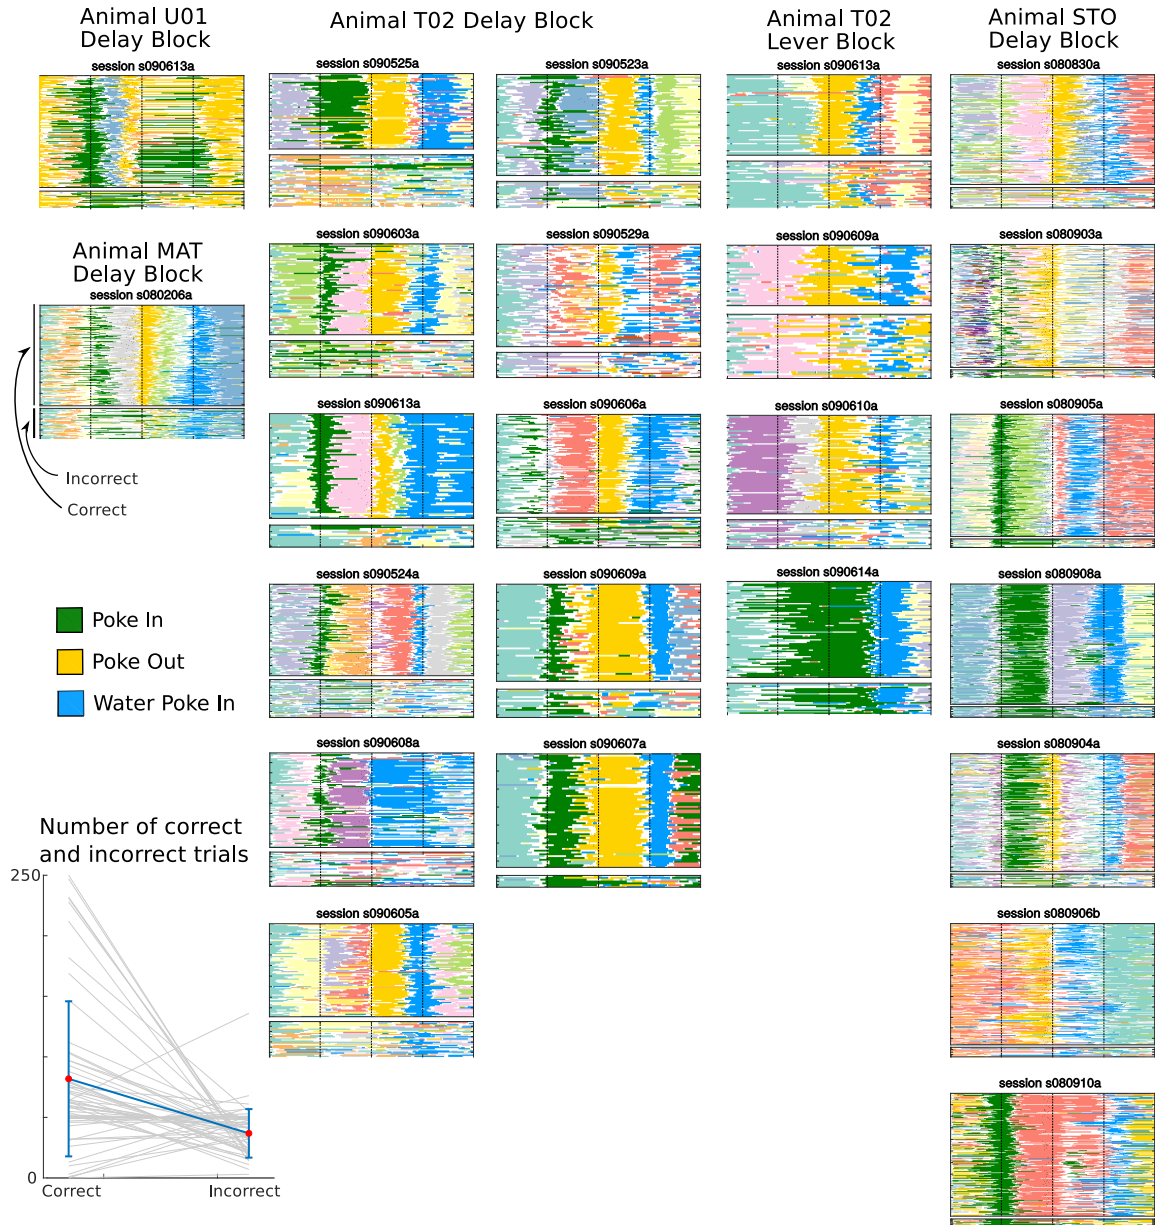 Animal U01
Delay Block
session s090613a
Animal MAT
Delay Block
session s080206a
Incorrect
Correct
Poke In
Poke Out
Water Poke In
Number of correct
and incorrect trials
250
0
Correct
Incorrect
Animal T02 Delay Block
session s090525a
session s090523a
session s090603a
session s090529a
session s090613a
session s090606a
session s090524a
session s090609a
session s090608a
session s090607a
session s090605a
Animal T02
Lever Block
session s090613a
session s090609a
session s090610a
session s090614a
Animal STO
Delay Block
session s080830a
session s080903a
session s080905a
session s080908a
session s080904a
session s080906b
session s080910a